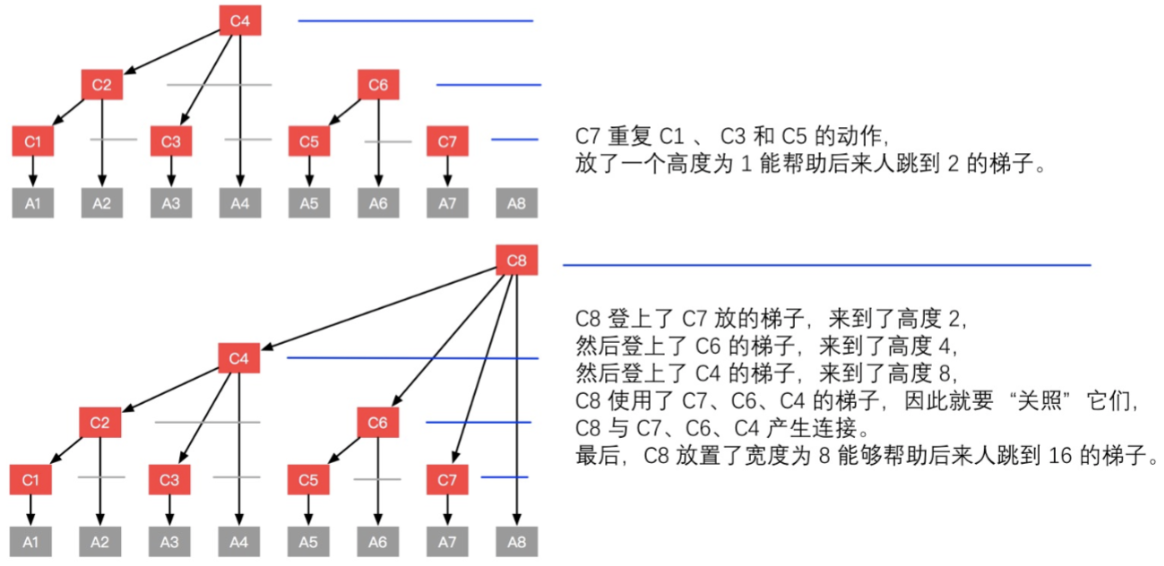 C4
C2
C6
C1
C3
C5
C7
C7 重复 C1 、 C3 和 C5 的动作,
放了一个高度为 1 能帮助后来人跳到 2 的梯子。
A1 A2 A3 A4 A5 A6 A7 A8
C8
C8 登上了 C7 放的梯子, 来到了高度 2,
然后登上了 C6 的梯子, 来到了高度 4,
然后登上了 C4 的梯子, 来到了高度 8,
C8 使用了 C7、C6、C4 的梯子, 因此就要 “关照” 它们,
C8 与 C7、C6、C4 产生连接。
最后, C8 放置了宽度为 8 能够帮助后来人跳到 16 的梯子。
C4
C2
C6
C1
C3
C5
C7
A1 A2 A3 A4 A5 A6 A7 A8